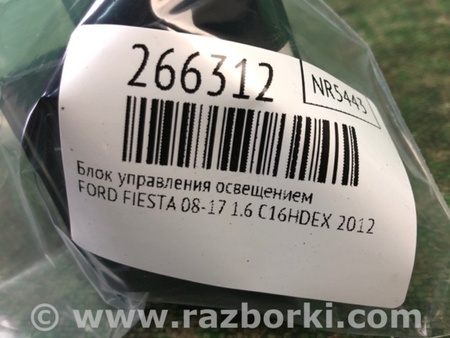 266312
NR5443
Блок управления освещением
FORD FIESTA 08-17 1.6 C16HDEX 2012
www.razborki.com